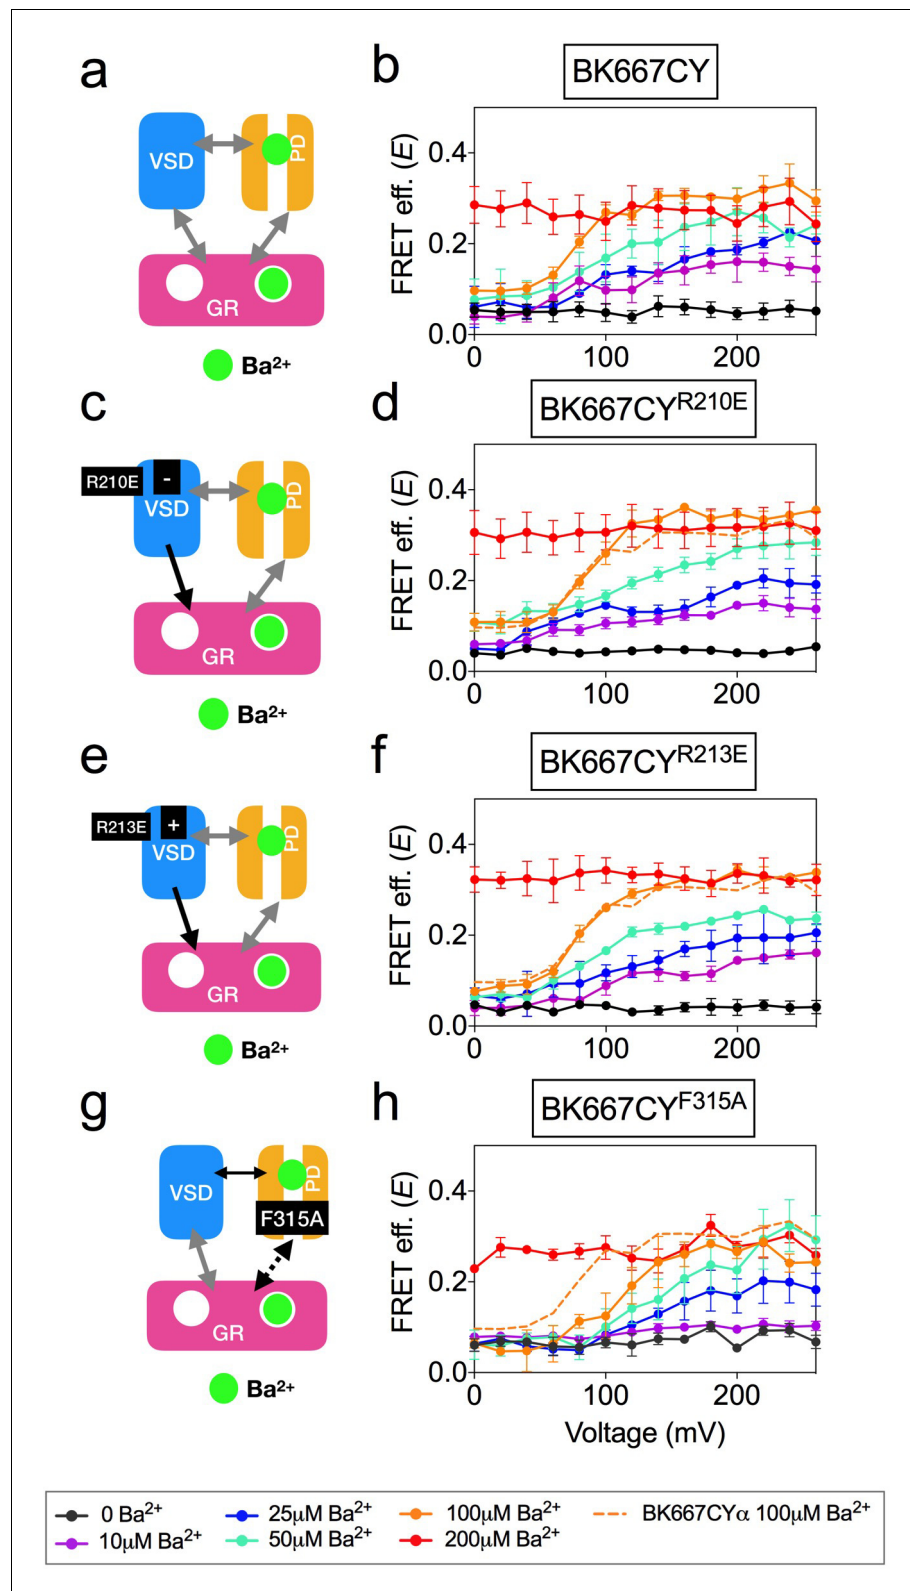 a
VSD
PD
GR
Ba²⁺
b
BK667CY
FRET eff. (E)
0.4
0.2
0.0
0
100
200
c
R210E
-
VSD
PD
GR
Ba²⁺
d
BK667CYᴿ²¹⁰ᴱ
FRET eff. (E)
0.4
0.2
0.0
0
100
200
e
R213E
+
VSD
PD
GR
Ba²⁺
f
BK667CYᴿ²¹³ᴱ
FRET eff. (E)
0.4
0.2
0.0
0
100
200
g
VSD
PD
F315A
GR
Ba²⁺
h
BK667CYF315A
FRET eff. (E)
0.4
0.2
0.0
0
100
200
Voltage (mV)
0 Ba²⁺
25μM Ba²⁺
100μM Ba²⁺
BK667CYα 100μM Ba²⁺
10μM Ba²⁺
50μM Ba²⁺
200μM Ba²⁺